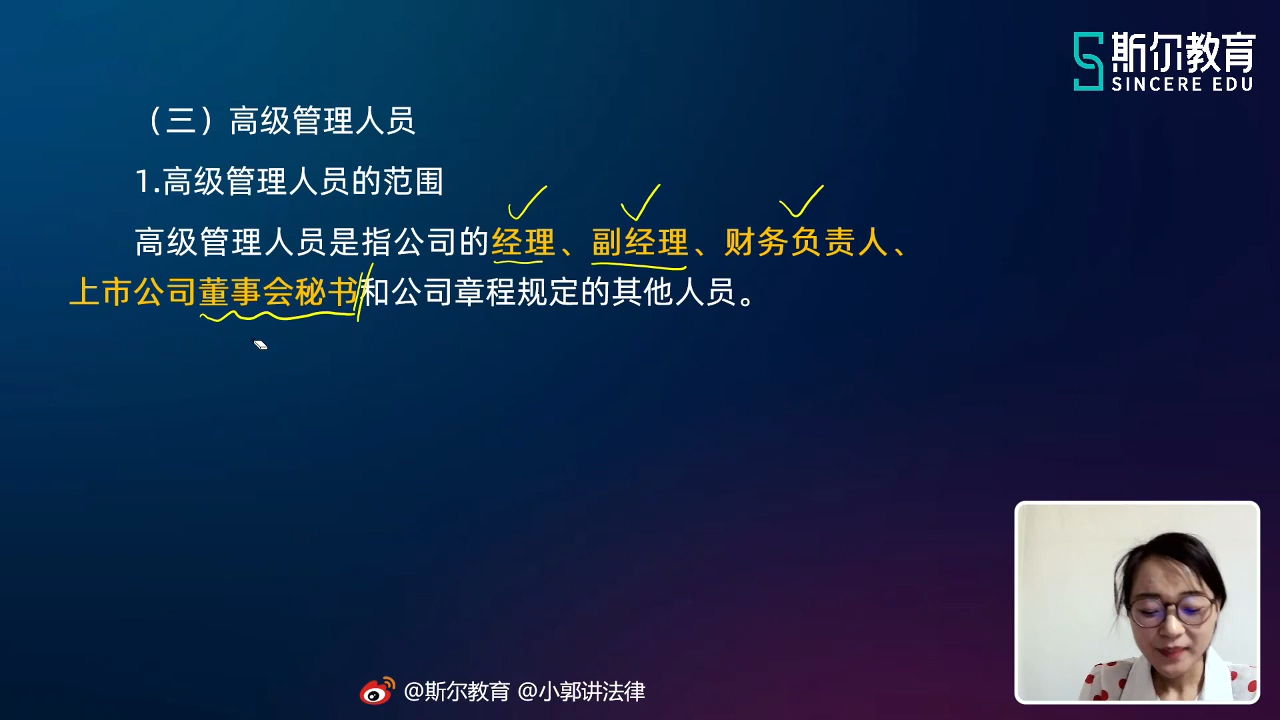 斯尔教育
SINCERE EDU
（三）高级管理人员
1.高级管理人员的范围
高级管理人员是指公司的经理、副经理、财务负责人、
上市公司董事会秘书和公司章程规定的其他人员。
@斯尔教育 @小郭讲法律